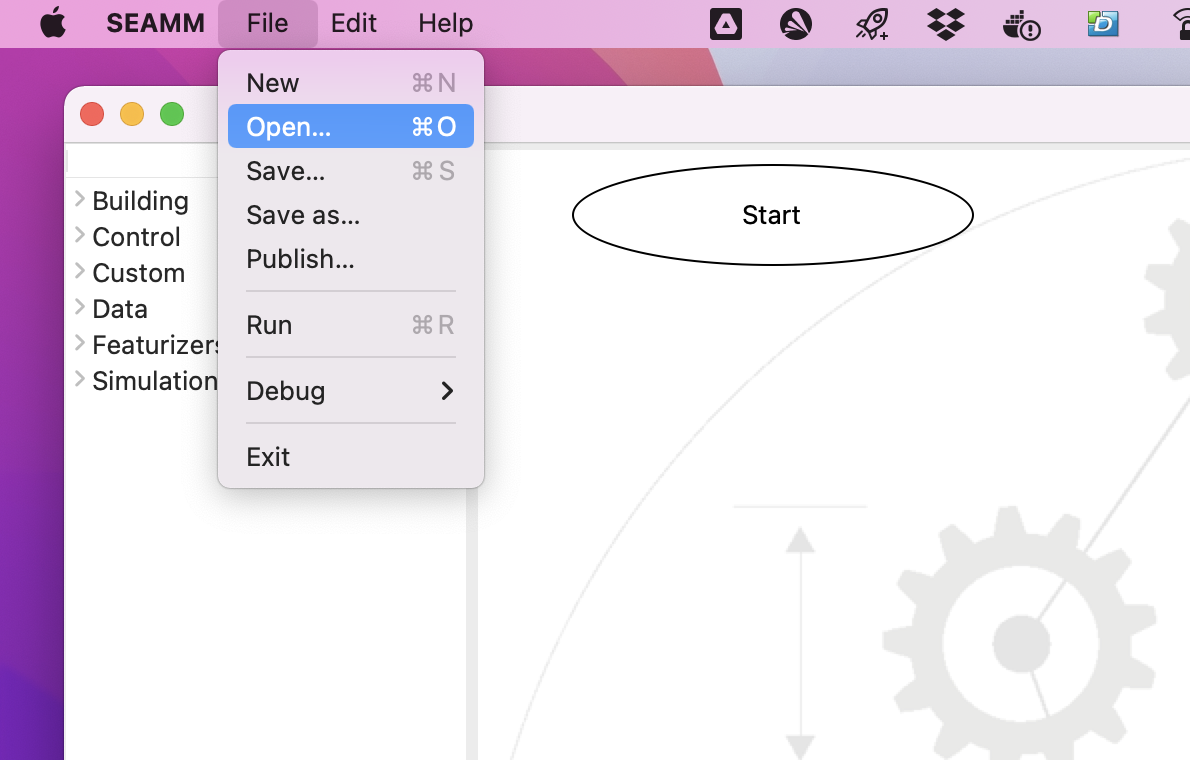 SEAMM File Edit Help
New ⌘N
Open... ⌘O
Save... ⌘S
Save as...
Publish...
Run ⌘R
Debug
Exit
Building
Control
Custom
Data
Featurizers
Simulation
Start